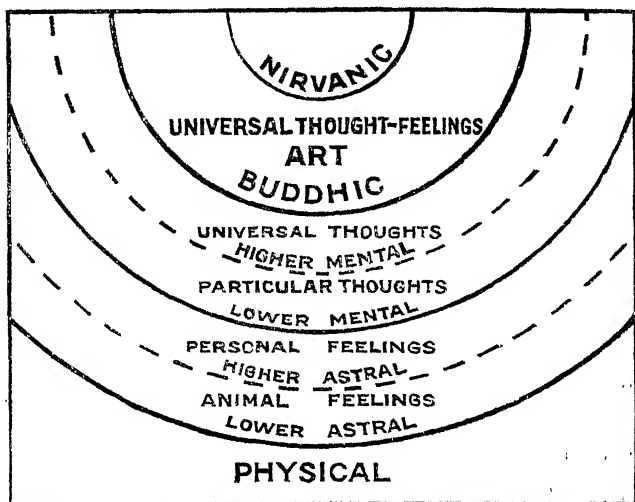 NIRVANIC
UNIVERSAL THOUGHT-FEELINGS
ART
BUDDHIC
UNIVERSAL THOUGHTS
HIGHER MENTAL
PARTICULAR THOUGHTS
LOWER MENTAL
PERSONAL FEELINGS
HIGHER ASTRAL
ANIMAL FEELINGS
LOWER ASTRAL
PHYSICAL